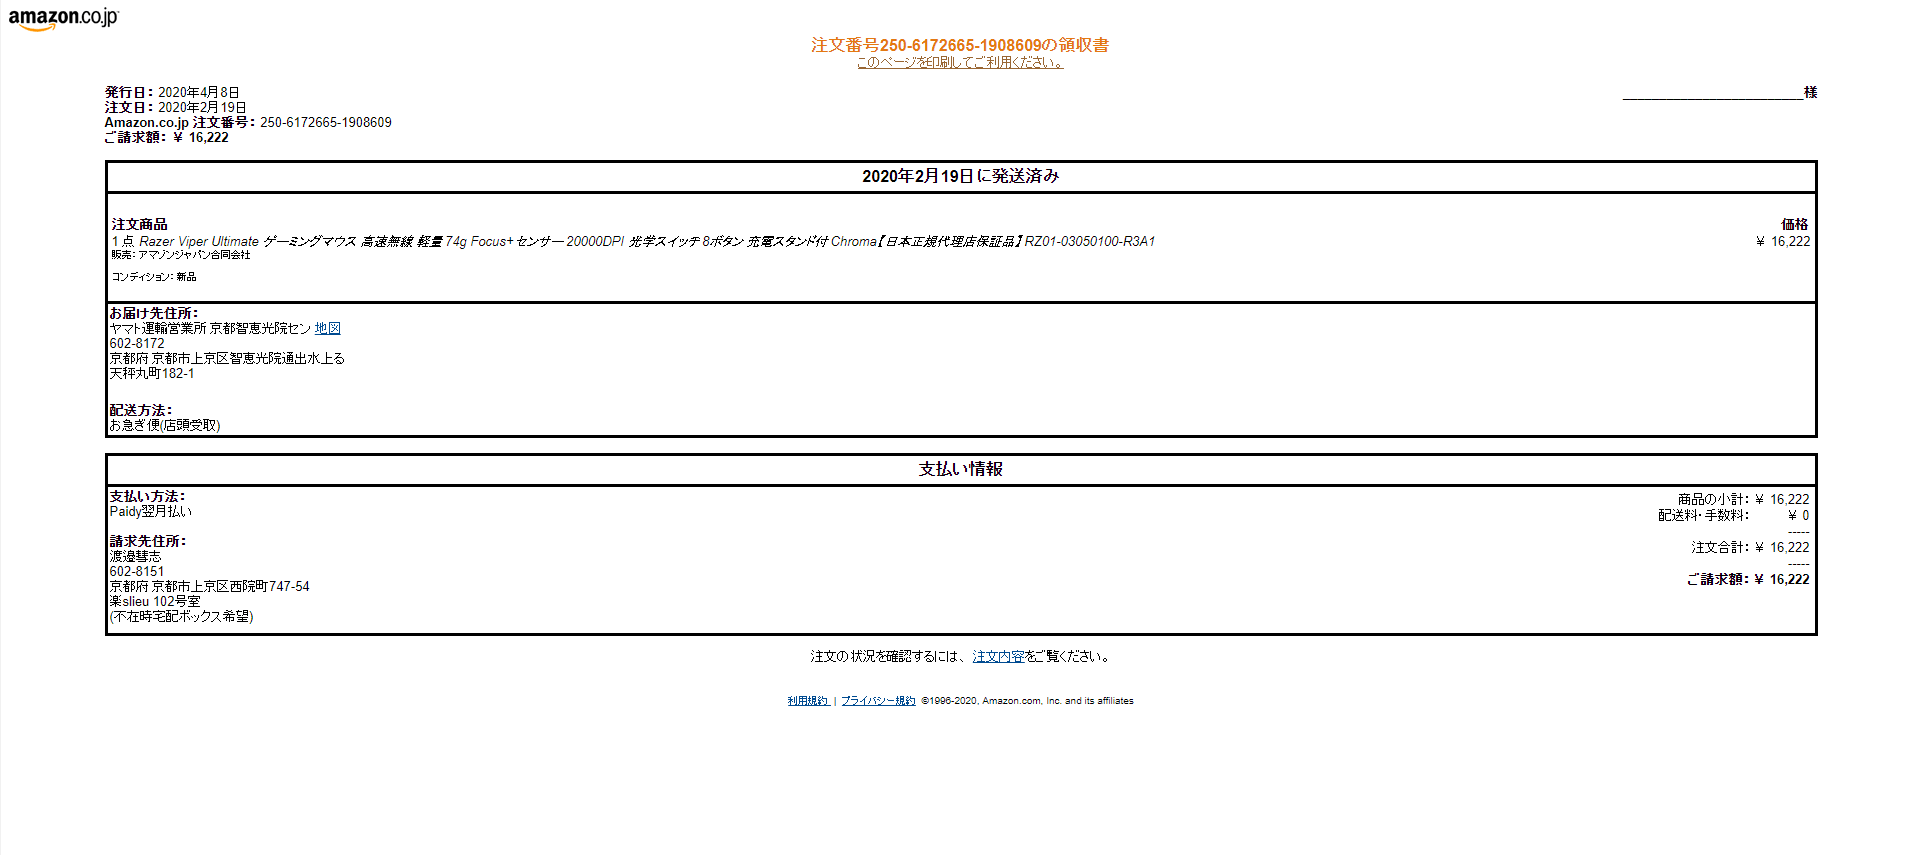 amazon.co.jp
注文番号250-6172665-1908609の領収書
このページを印刷してご利用ください。
発行日： 2020年4月8日
注文日： 2020年2月19日
Amazon.co.jp 注文番号： 250-6172665-1908609
ご請求額： ￥ 16,222
様
2020年2月19日に発送済み
注文商品 価格
1 点 Razer Viper Ultimate ゲーミングマウス 高速無線 軽量 74g Focus+ センサー 20000DPI 光学スイッチ 8ボタン 充電スタンド付 Chroma【日本正規代理店保証品】 RZ01-03050100-R3A1 ￥ 16,222
販売: アマゾンジャパン合同会社
コンディション: 新品
お届け先住所：
ヤマト運輸営業所 京都智恵光院セン 地図
602-8172
京都府 京都市上京区智恵光院通出水上る
天秤丸町182-1
配送方法：
お急ぎ便(店頭受取)
支払い情報
支払い方法：
Paidy翌月払い
請求先住所：
渡邉彗志
602-8151
京都府 京都市上京区西院町747-54
楽slieu 102号室
(不在時宅配ボックス希望)
商品の小計： ￥ 16,222
配送料・手数料： ￥ 0
-----
注文合計： ￥ 16,222
-----
ご請求額： ￥ 16,222
注文の状況を確認するには、注文内容をご覧ください。
利用規約 | プライバシー規約 ©1996-2020, Amazon.com, Inc. and its affiliates